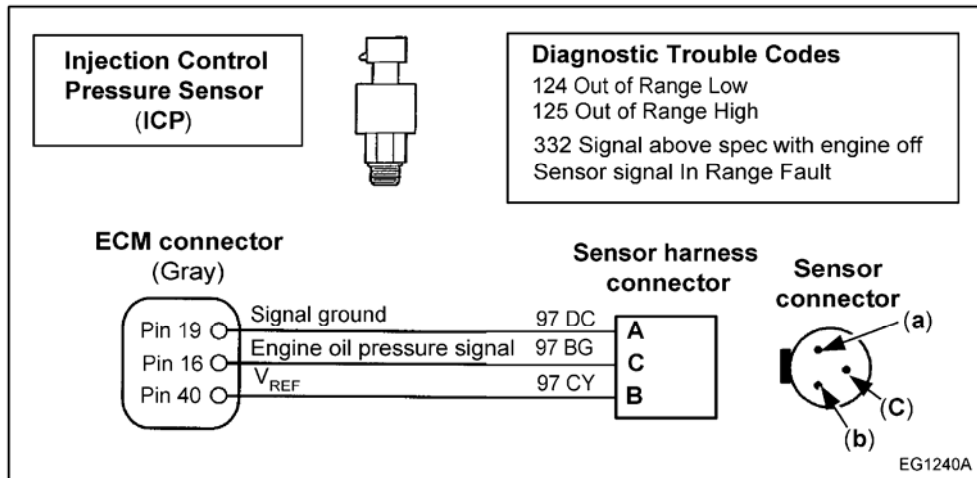 Injection Control
Pressure Sensor
(ICP)
Diagnostic Trouble Codes
124 Out of Range Low
125 Out of Range High
332 Signal above spec with engine off
Sensor signal In Range Fault
ECM connector
(Gray)
Sensor harness
connector
Sensor
connector
Pin 19
Signal ground
97 DC
A
Pin 16
Engine oil pressure signal
97 BG
C
Pin 40
VREF
97 CY
B
(a)
(C)
(b)
EG1240A